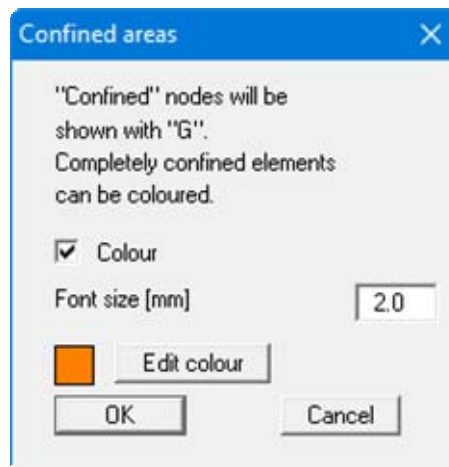 Confined areas
"Confined" nodes will be
shown with "G".
Completely confined elements
can be coloured.
Colour
Font size [mm] 2.0
Edit colour
OK Cancel